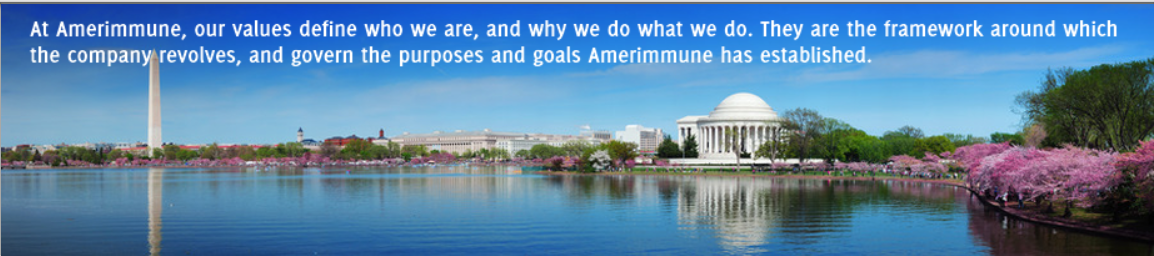 At Amerimmune, our values define who we are, and why we do what we do. They are the framework around which
the company revolves, and govern the purposes and goals Amerimmune has established.